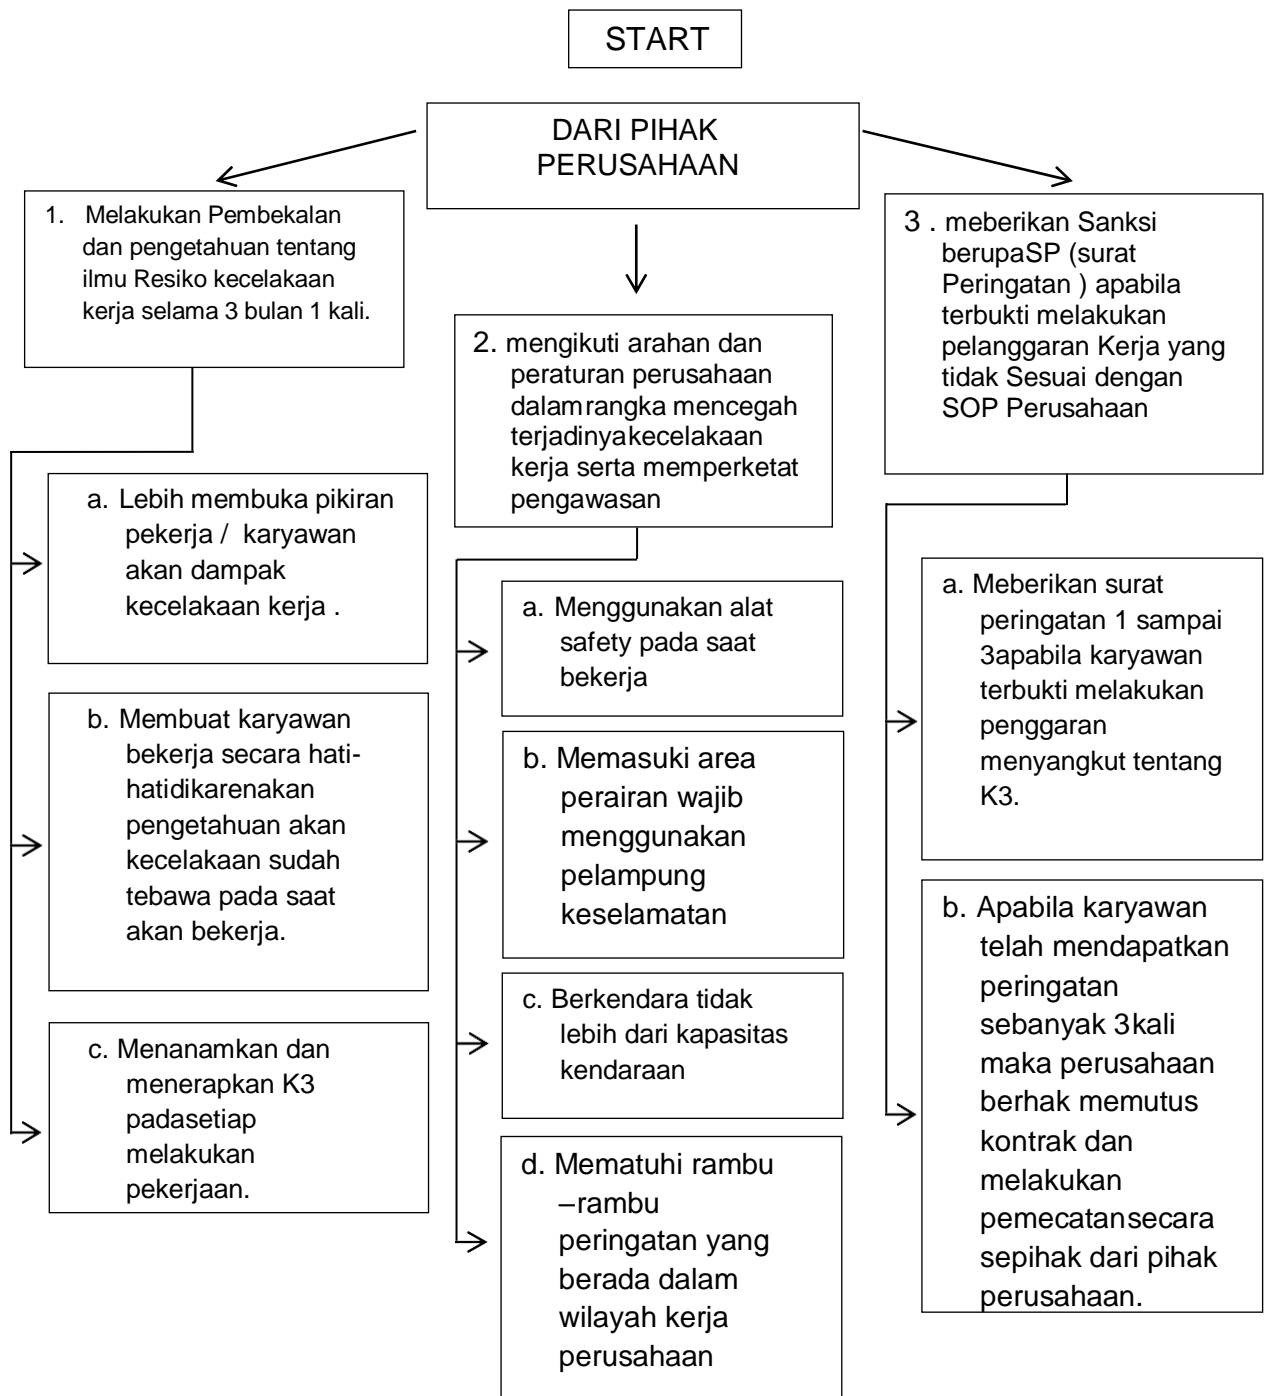 START
DARI PIHAK
PERUSAHAAN
1. Melakukan Pembekalan
dan pengetahuan tentang
ilmu Resiko kecelakaan
kerja selama 3 bulan 1 kali.
a. Lebih membuka pikiran
pekerja / karyawan
akan dampak
kecelakaan kerja .
b. Membuat karyawan
bekerja secara hati-
hatidikarenakan
pengetahuan akan
kecelakaan sudah
tebawa pada saat
akan bekerja.
c. Menanamkan dan
menerapkan K3
padasetiap
melakukan
pekerjaan.
2. mengikuti arahan dan
peraturan perusahaan
dalamrangka mencegah
terjadinyakecelakaan
kerja serta memperketat
pengawasan
a. Menggunakan alat
safety pada saat
bekerja
b. Memasuki area
perairan wajib
menggunakan
pelampung
keselamatan
c. Berkendara tidak
lebih dari kapasitas
kendaraan
d. Mematuhi rambu
–rambu
peringatan yang
berada dalam
wilayah kerja
perusahaan
3 . meberikan Sanksi
berupaSP (surat
Peringatan ) apabila
terbukti melakukan
pelanggaran Kerja yang
tidak Sesuai dengan
SOP Perusahaan
a. Meberikan surat
peringatan 1 sampai
3apabila karyawan
terbukti melakukan
penggaran
menyangkut tentang
K3.
b. Apabila karyawan
telah mendapatkan
peringatan
sebanyak 3kali
maka perusahaan
berhak memutus
kontrak dan
melakukan
pemecatansecara
sepihak dari pihak
perusahaan.